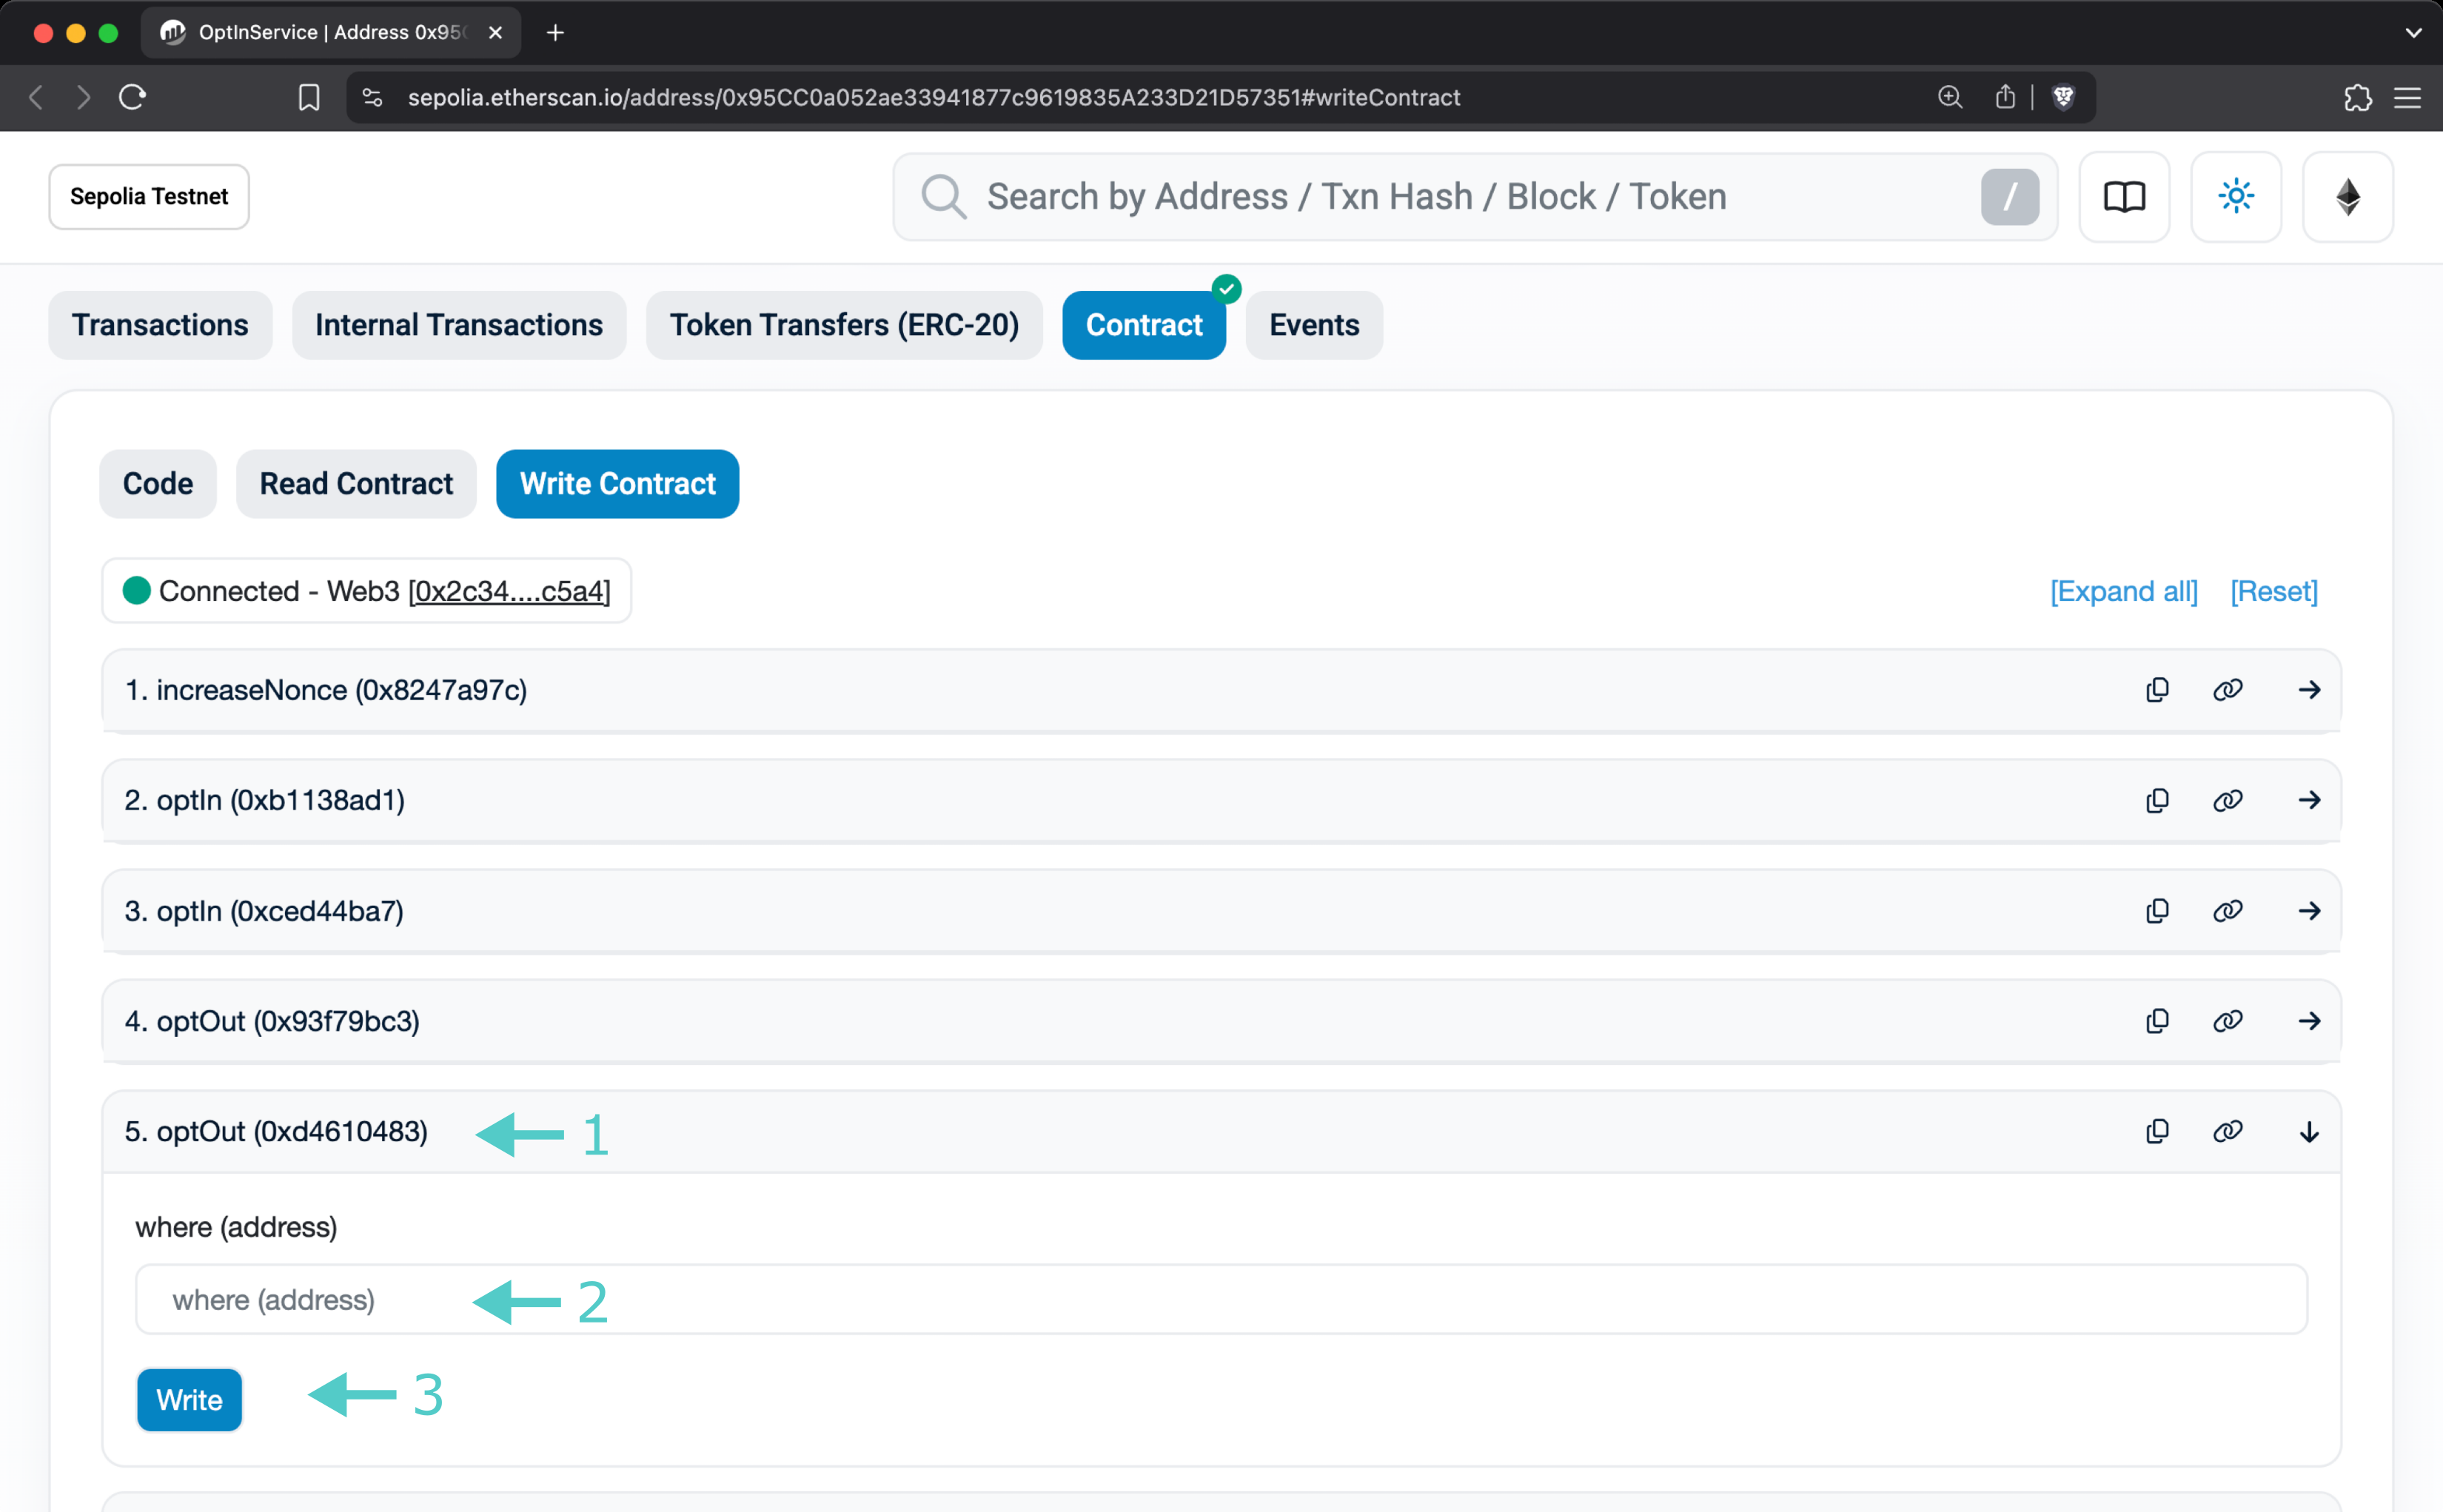 OptInService | Address 0x95
sepolia.etherscan.io/address/0x95CC0a052ae33941877c9619835A233D21D57351#writeContract
Sepolia Testnet
Search by Address / Txn Hash / Block / Token
/
Transactions
Internal Transactions
Token Transfers (ERC-20)
Contract
Events
Code
Read Contract
Write Contract
Connected - Web3 [0x2c34....c5a4]
[Expand all]
[Reset]
1. increaseNonce (0x8247a97c)
2. optIn (0xb1138ad1)
3. optIn (0xced44ba7)
4. optOut (0x93f79bc3)
5. optOut (0xd4610483)
1
where (address)
where (address)
2
Write
3